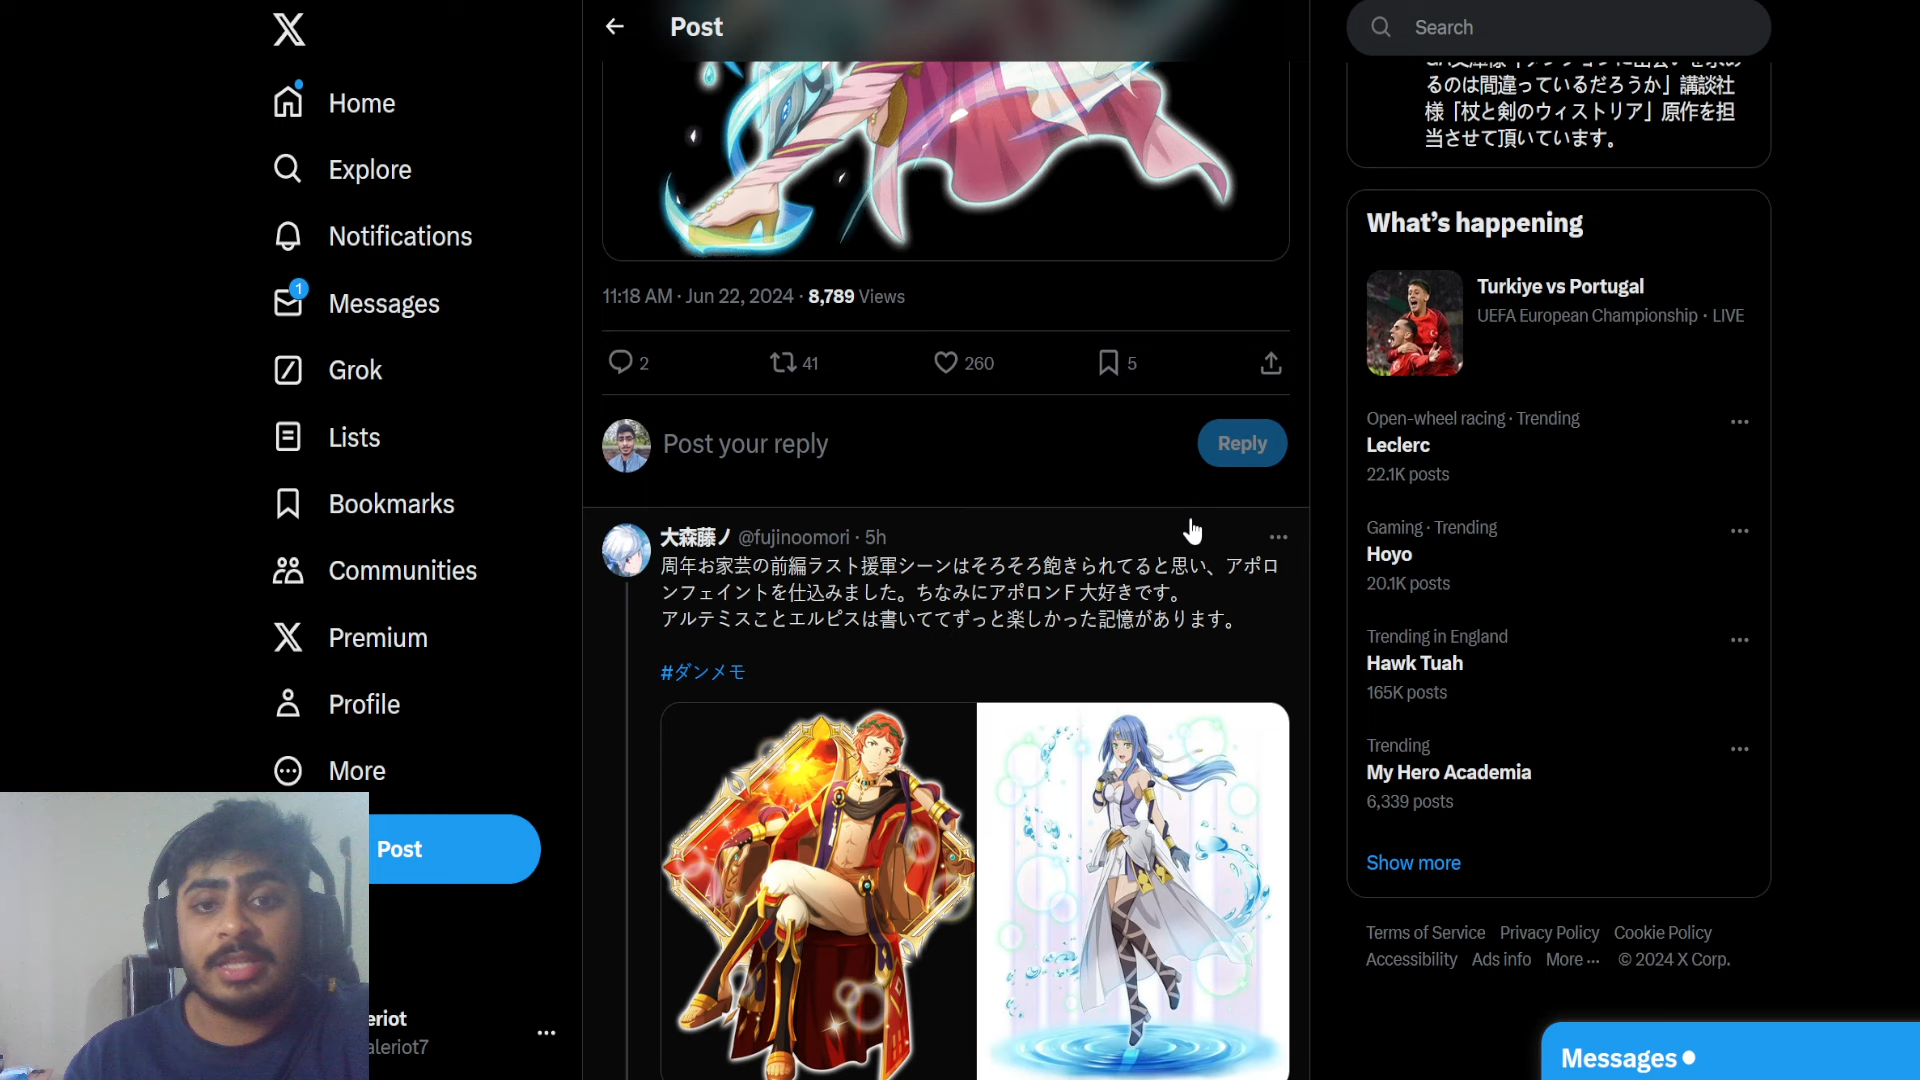 Home
Explore
Notifications
1
Messages
Grok
Lists
Bookmarks
Communities
Premium
Profile
More
Post
eriot
aleriot7
Post
11:18 AM · Jun 22, 2024 · 8,789 Views
2
41
260
5
Post your reply
Reply
大森藤ノ @fujinoomori · 5h
周年お家芸の前編ラスト援軍シーンはそろそろ飽きられてると思い、アポロ
ンフェイントを仕込みました。ちなみにアポロンF大好きです。
アルテミスことエルピスは書いててずっと楽しかった記憶があります。
#ダンメモ
Search
るのは間違っているだろうか」講談社
様「杖と剣のウィストリア」原作を担
当させて頂いています。
What's happening
Turkiye vs Portugal
UEFA European Championship · LIVE
Open-wheel racing · Trending
Leclerc
22.1K posts
Gaming · Trending
Hoyo
20.1K posts
Trending in England
Hawk Tuah
165K posts
Trending
My Hero Academia
6,339 posts
Show more
Terms of Service Privacy Policy Cookie Policy
Accessibility Ads info More ··· © 2024 X Corp.
Messages